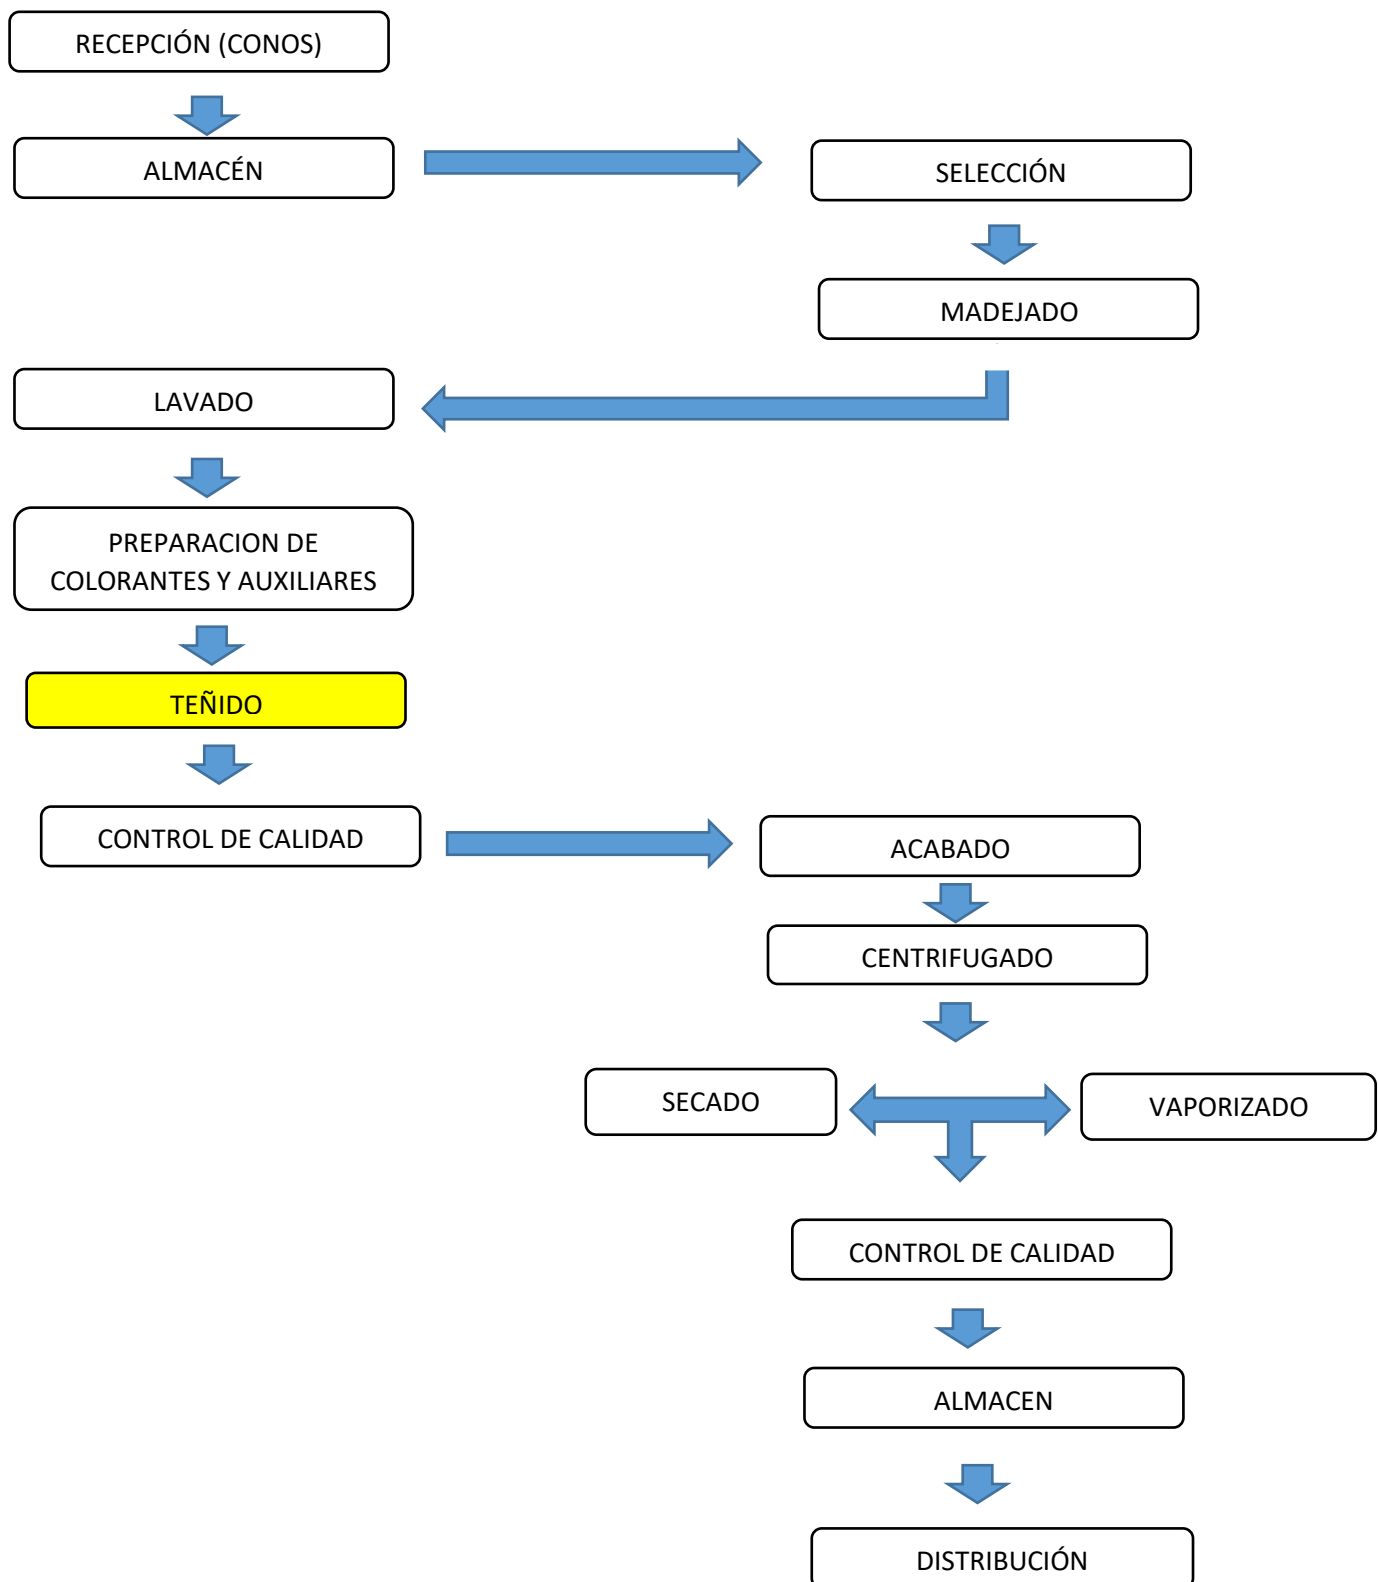 RECEPCIÓN (CONOS)
ALMACÉN
SELECCIÓN
MADEJADO
LAVADO
PREPARACION DE
COLORANTES Y AUXILIARES
TEÑIDO
CONTROL DE CALIDAD
ACABADO
CENTRIFUGADO
SECADO
VAPORIZADO
CONTROL DE CALIDAD
ALMACEN
DISTRIBUCIÓN